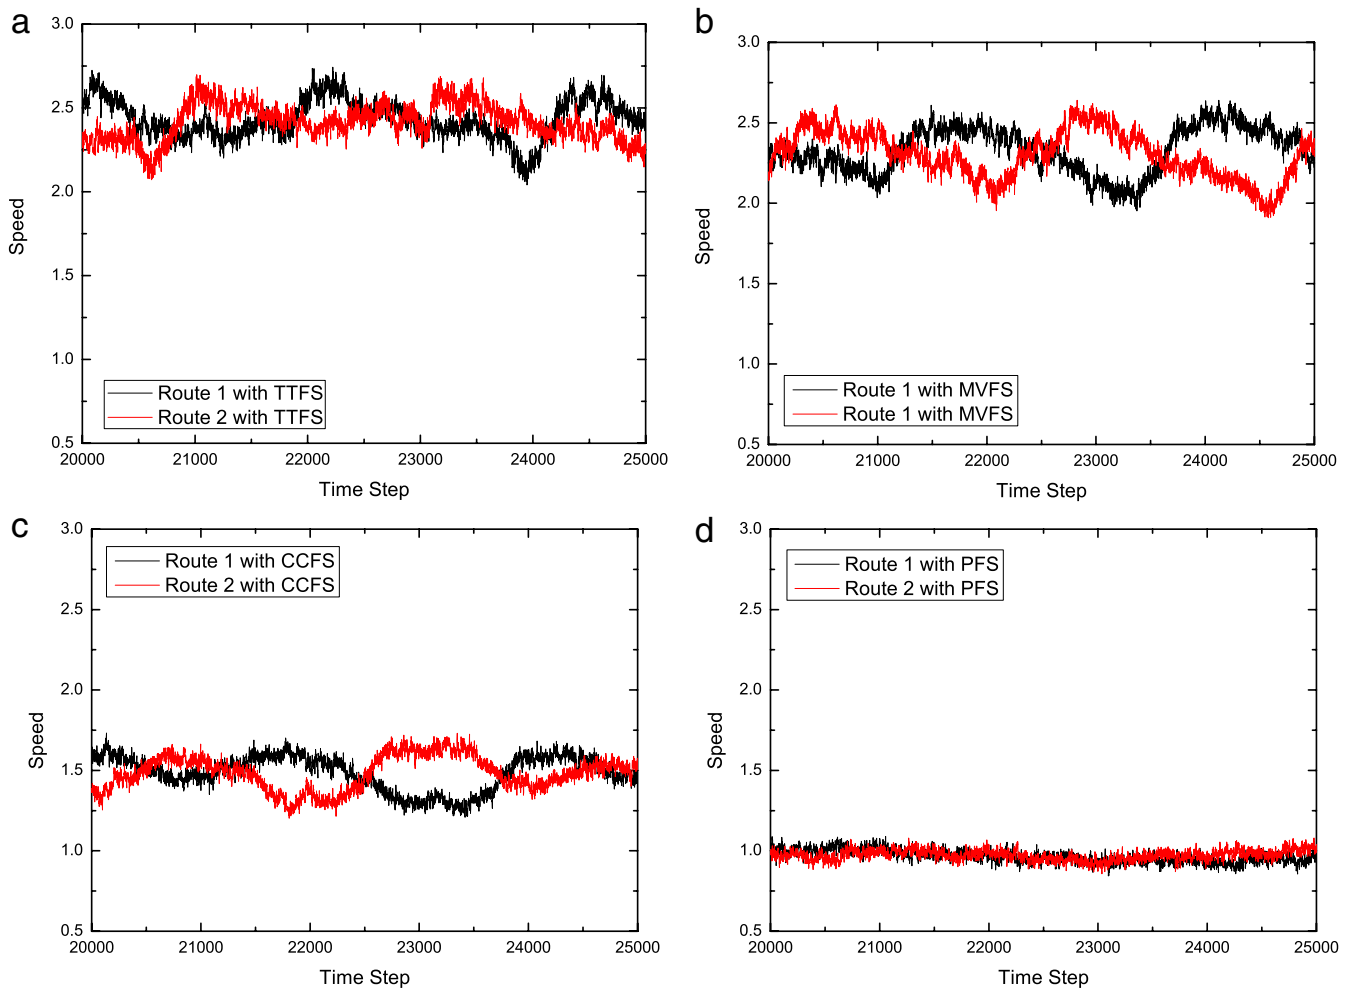 a
3.0
2.5
2.0
1.5
1.0
0.5
Speed
Route 1 with TTFS
Route 2 with TTFS
20000 21000 22000 23000 24000 25000
Time Step
b
3.0
2.5
2.0
1.5
1.0
0.5
Speed
Route 1 with MVFS
Route 1 with MVFS
20000 21000 22000 23000 24000 25000
Time Step
c
3.0
2.5
2.0
1.5
1.0
0.5
Speed
Route 1 with CCFS
Route 2 with CCFS
20000 21000 22000 23000 24000 25000
Time Step
d
3.0
2.5
2.0
1.5
1.0
0.5
Speed
Route 1 with PFS
Route 2 with PFS
20000 21000 22000 23000 24000 25000
Time Step